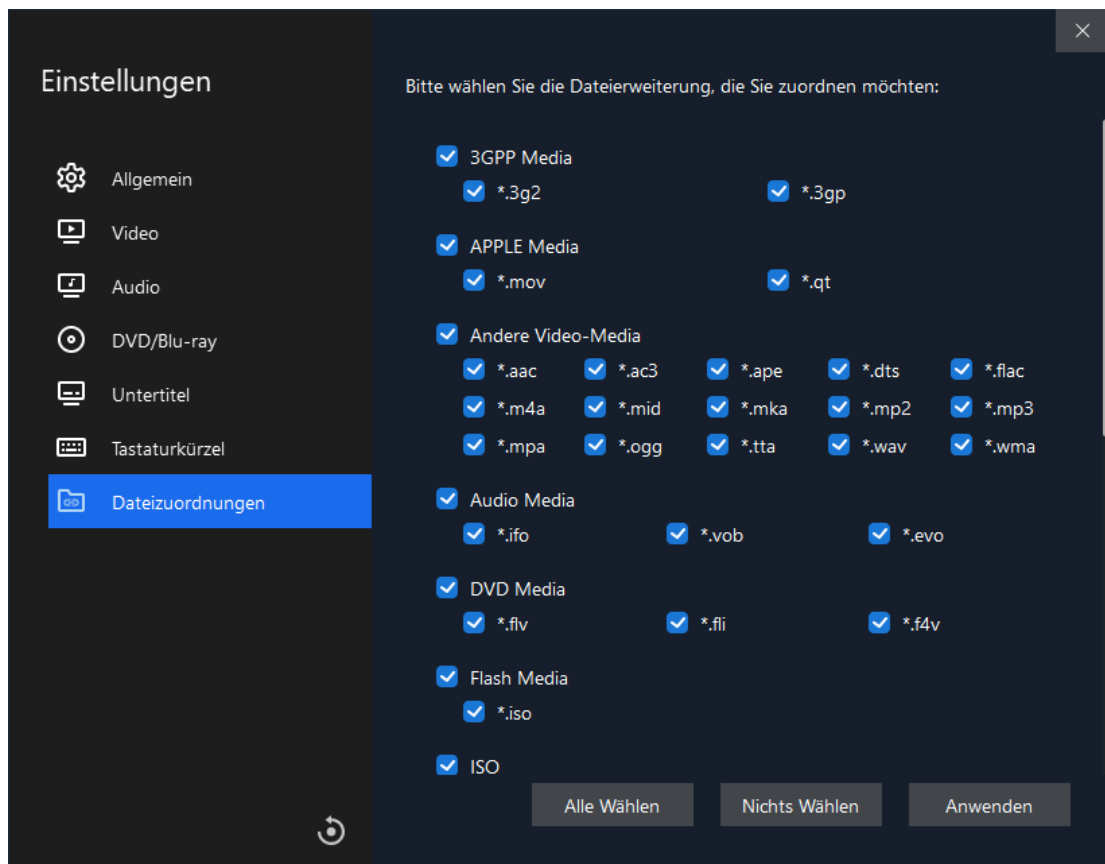 Einstellungen
Allgemein
Video
Audio
DVD/Blu-ray
Untertitel
Tastaturkürzel
Dateizuordnungen
Bitte wählen Sie die Dateierweiterung, die Sie zuordnen möchten:
3GPP Media
*.3g2 *.3gp
APPLE Media
*.mov *.qt
Andere Video-Media
*.aac *.ac3 *.ape *.dts *.flac
*.m4a *.mid *.mka *.mp2 *.mp3
*.mpa *.ogg *.tta *.wav *.wma
Audio Media
*.ifo *.vob *.evo
DVD Media
*.flv *.fli *.f4v
Flash Media
*.iso
ISO
Alle Wählen Nichts Wählen Anwenden